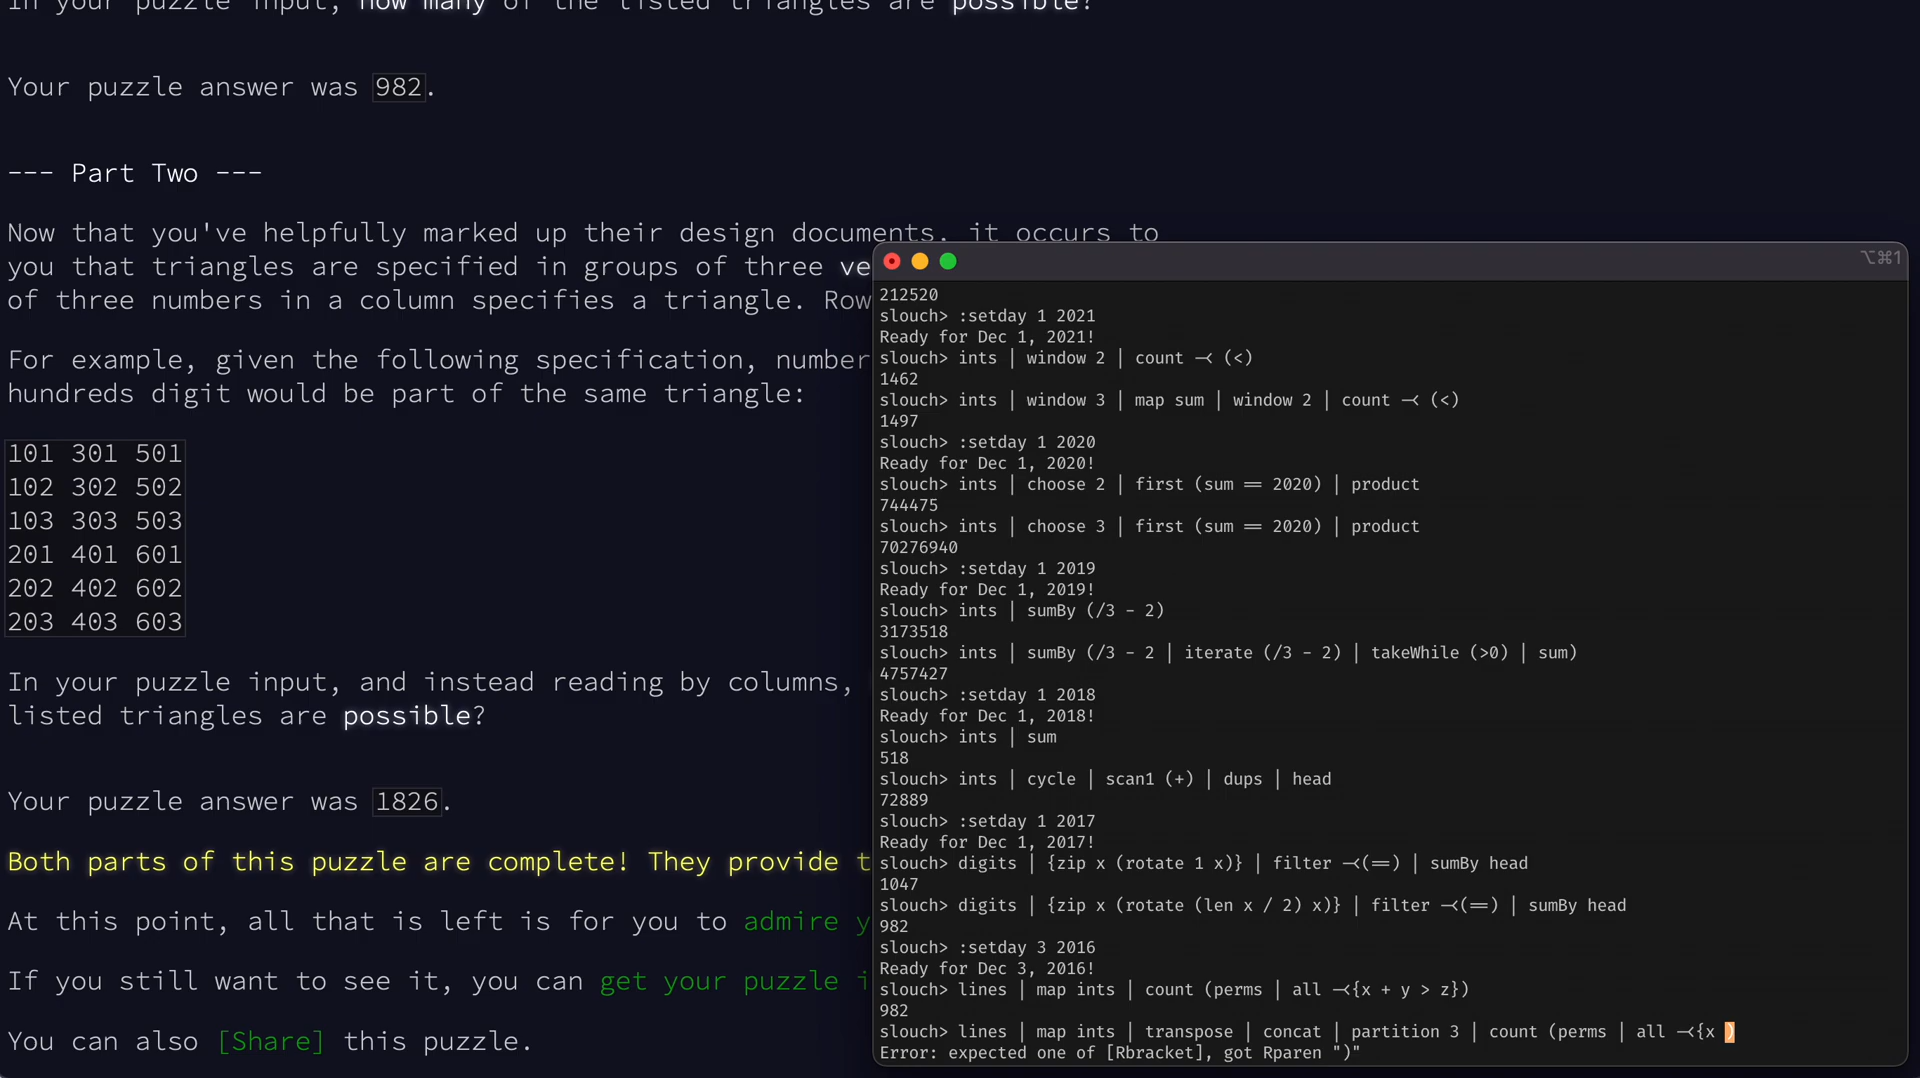 In your puzzle input, how many of the listed triangles are possible?
Your puzzle answer was 982.
--- Part Two ---
Now that you've helpfully marked up their design documents, it occurs to
you that triangles are specified in groups of three ve
of three numbers in a column specifies a triangle. Row
For example, given the following specification, number
hundreds digit would be part of the same triangle:
101 301 501
102 302 502
103 303 503
201 401 601
202 402 602
203 403 603
In your puzzle input, and instead reading by columns,
listed triangles are possible?
Your puzzle answer was 1826.
Both parts of this puzzle are complete! They provide t
At this point, all that is left is for you to admire y
If you still want to see it, you can get your puzzle i
You can also [Share] this puzzle.
⌥⌘1
212520
slouch> :setday 1 2021
Ready for Dec 1, 2021!
slouch> ints | window 2 | count -< (<)
1462
slouch> ints | window 3 | map sum | window 2 | count -< (<)
1497
slouch> :setday 1 2020
Ready for Dec 1, 2020!
slouch> ints | choose 2 | first (sum == 2020) | product
744475
slouch> ints | choose 3 | first (sum == 2020) | product
70276940
slouch> :setday 1 2019
Ready for Dec 1, 2019!
slouch> ints | sumBy (/3 - 2)
3173518
slouch> ints | sumBy (/3 - 2 | iterate (/3 - 2) | takeWhile (>0) | sum)
4757427
slouch> :setday 1 2018
Ready for Dec 1, 2018!
slouch> ints | sum
518
slouch> ints | cycle | scan1 (+) | dups | head
72889
slouch> :setday 1 2017
Ready for Dec 1, 2017!
slouch> digits | {zip x (rotate 1 x)} | filter -<(==) | sumBy head
1047
slouch> digits | {zip x (rotate (len x / 2) x)} | filter -<(==) | sumBy head
982
slouch> :setday 3 2016
Ready for Dec 3, 2016!
slouch> lines | map ints | count (perms | all -<{x + y > z})
982
slouch> lines | map ints | transpose | concat | partition 3 | count (perms | all -<{x )
Error: expected one of [Rbracket], got Rparen ")"